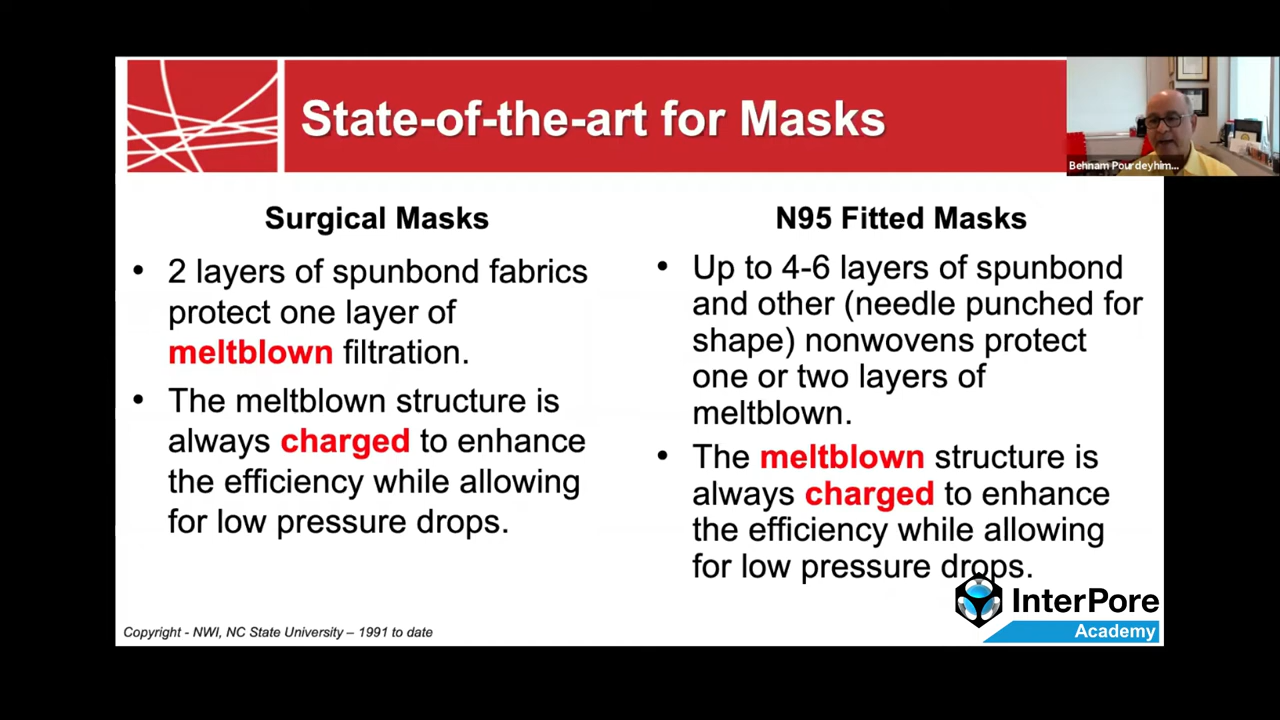 State-of-the-art for Masks
Behnam Pourdeyhim...
Surgical Masks
• 2 layers of spunbond fabrics
protect one layer of
meltblown filtration.
• The meltblown structure is
always charged to enhance
the efficiency while allowing
for low pressure drops.
N95 Fitted Masks
• Up to 4-6 layers of spunbond
and other (needle punched for
shape) nonwovens protect
one or two layers of
meltblown.
• The meltblown structure is
always charged to enhance
the efficiency while allowing
for low pressure drops.
InterPore
Academy
Copyright - NWI, NC State University – 1991 to date